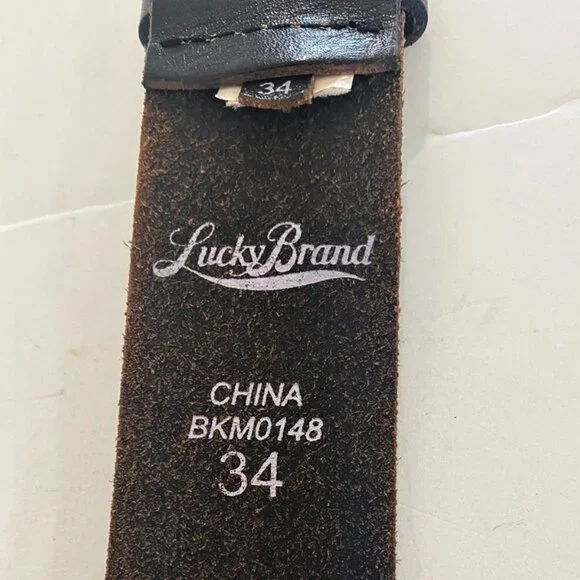 34
Lucky Brand
CHINA
BKM0148
34